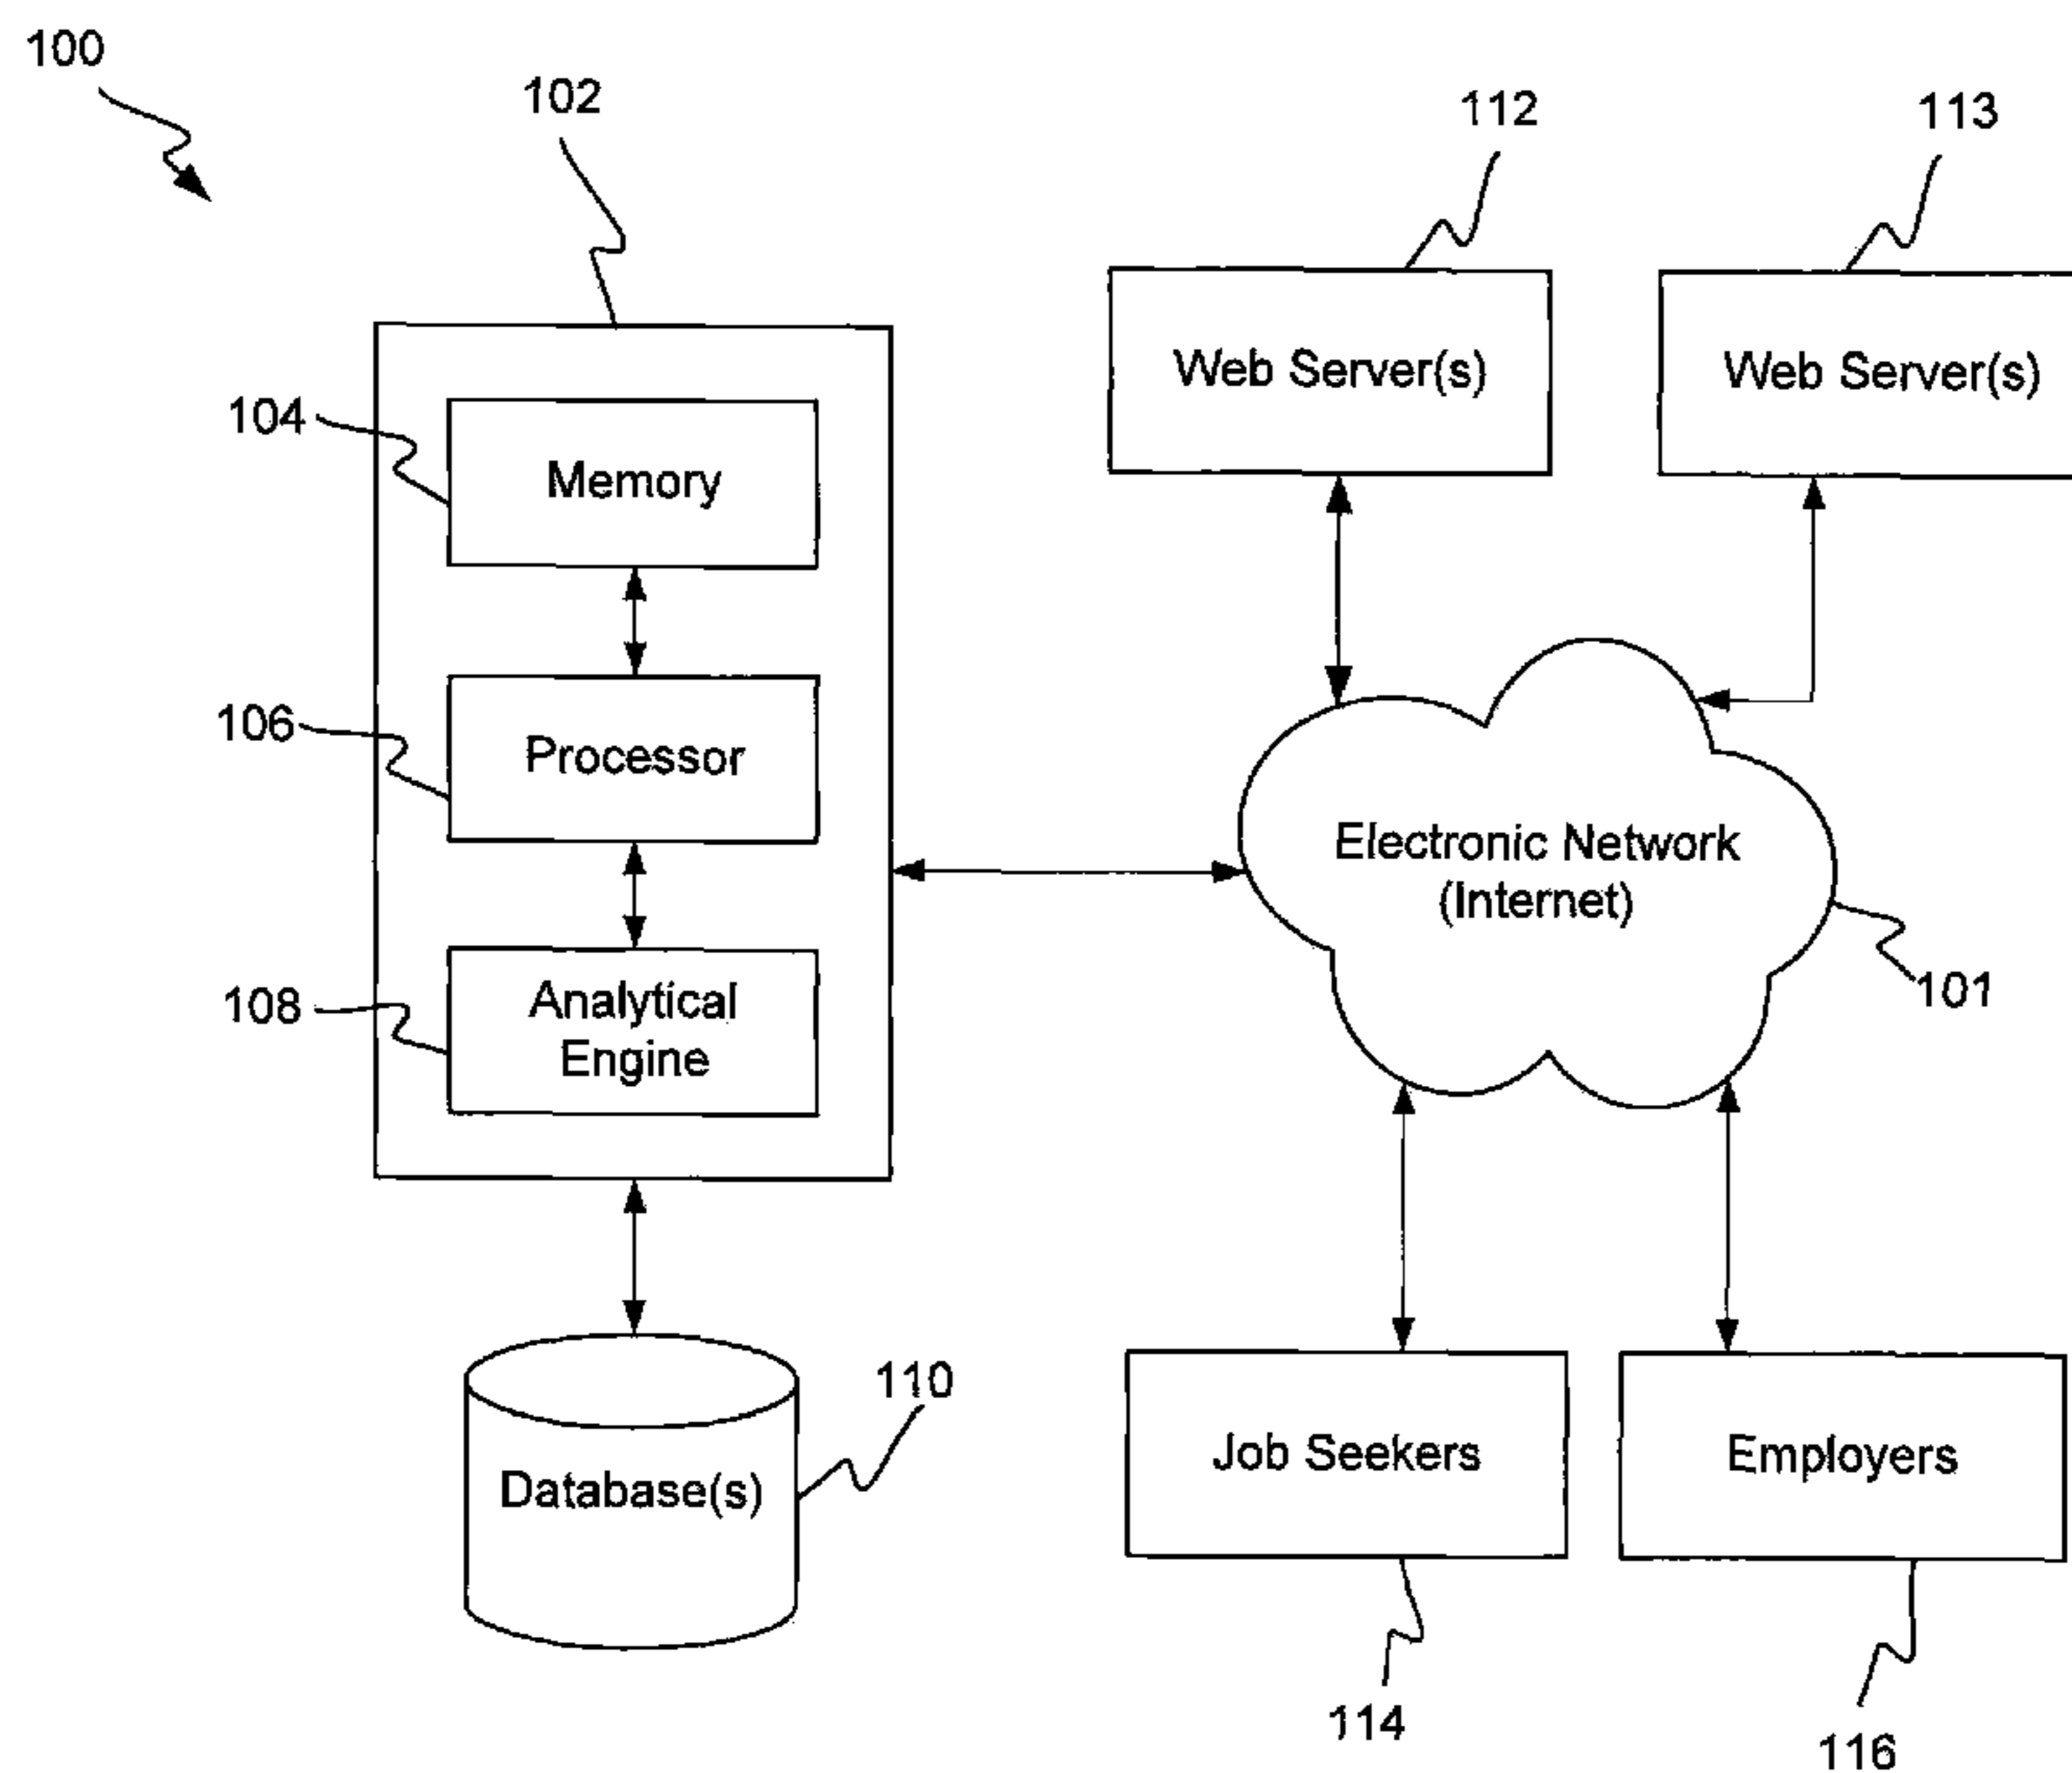 100
102
112
113
Web Server(s)
Web Server(s)
104
Memory
106
Processor
Electronic Network
(Internet)
101
108
Analytical
Engine
110
Database(s)
Job Seekers
Employers
114
116